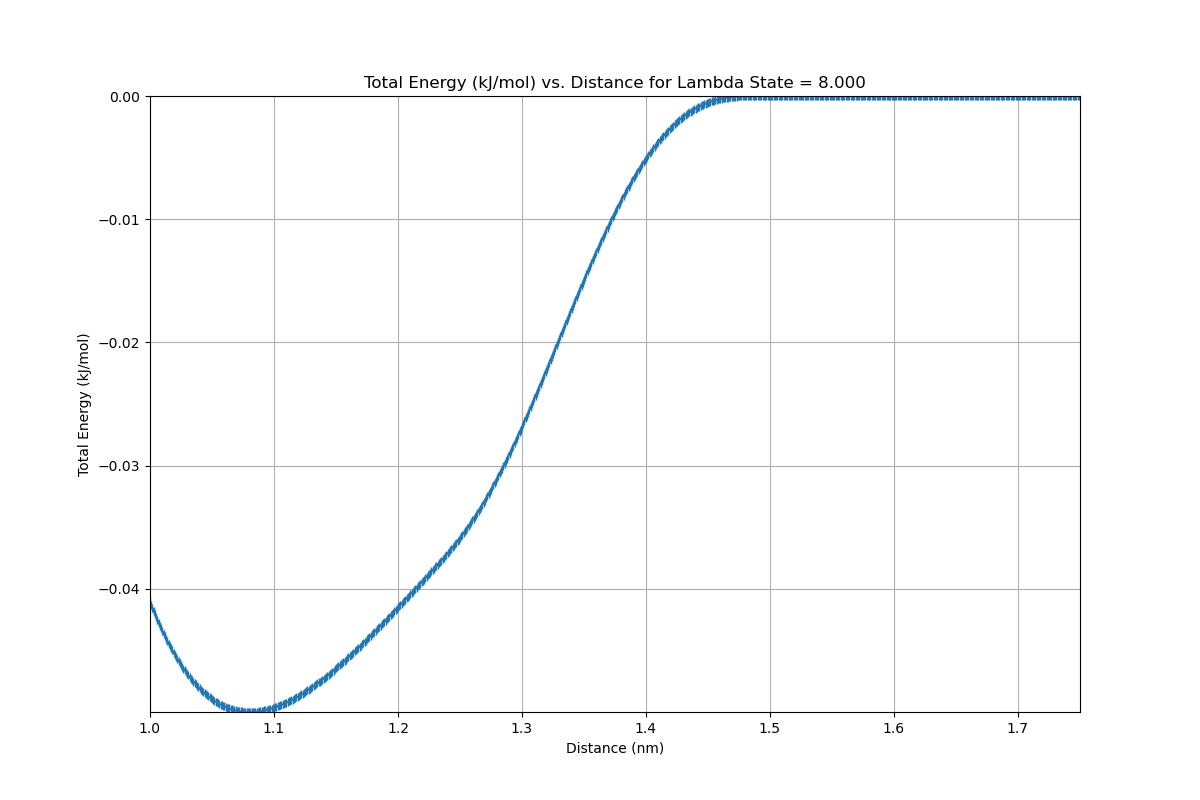 Total Energy (kJ/mol) vs. Distance for Lambda State = 8.000
0.00
−0.01
−0.02
−0.03
−0.04
Total Energy (kJ/mol)
1.0 1.1 1.2 1.3 1.4 1.5 1.6 1.7
Distance (nm)